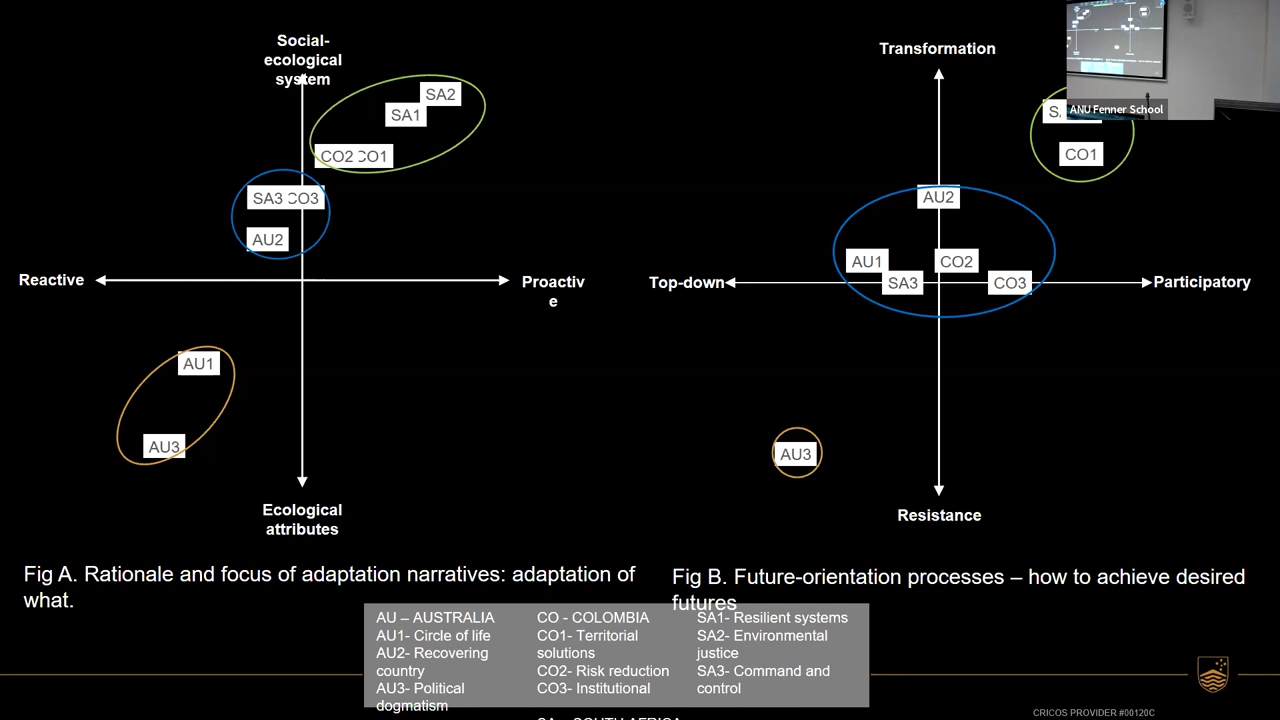 Social-
ecological
system
SA2
SA1
CO2 CO1
SA3 CO3
AU2
Reactive
Proactiv
e
AU1
AU3
Ecological
attributes
Fig A. Rationale and focus of adaptation narratives: adaptation of
what.
Transformation
ANU Fenner School
CO1
AU2
AU1
CO2
SA3
CO3
Top-down
Participatory
AU3
Resistance
Fig B. Future-orientation processes – how to achieve desired
futures
AU – AUSTRALIA
AU1- Circle of life
AU2- Recovering
country
AU3- Political
dogmatism
CO - COLOMBIA
CO1- Territorial
solutions
CO2- Risk reduction
CO3- Institutional
SA1- Resilient systems
SA2- Environmental
justice
SA3- Command and
control
CRICOS PROVIDER #00120C